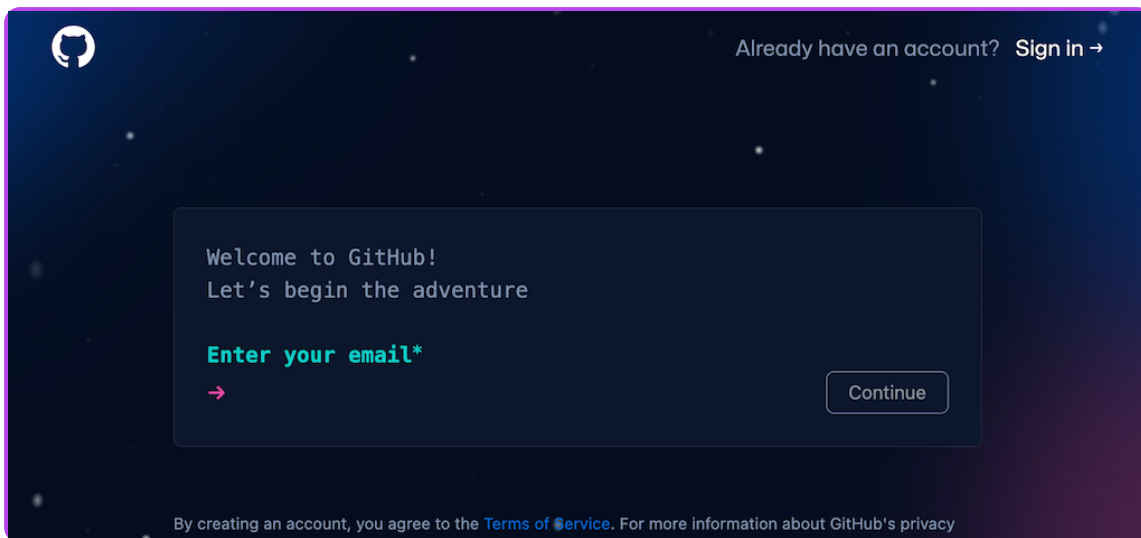 Already have an account? Sign in →
Welcome to GitHub!
Let’s begin the adventure
Enter your email*
→
Continue
By creating an account, you agree to the Terms of Service. For more information about GitHub's privacy